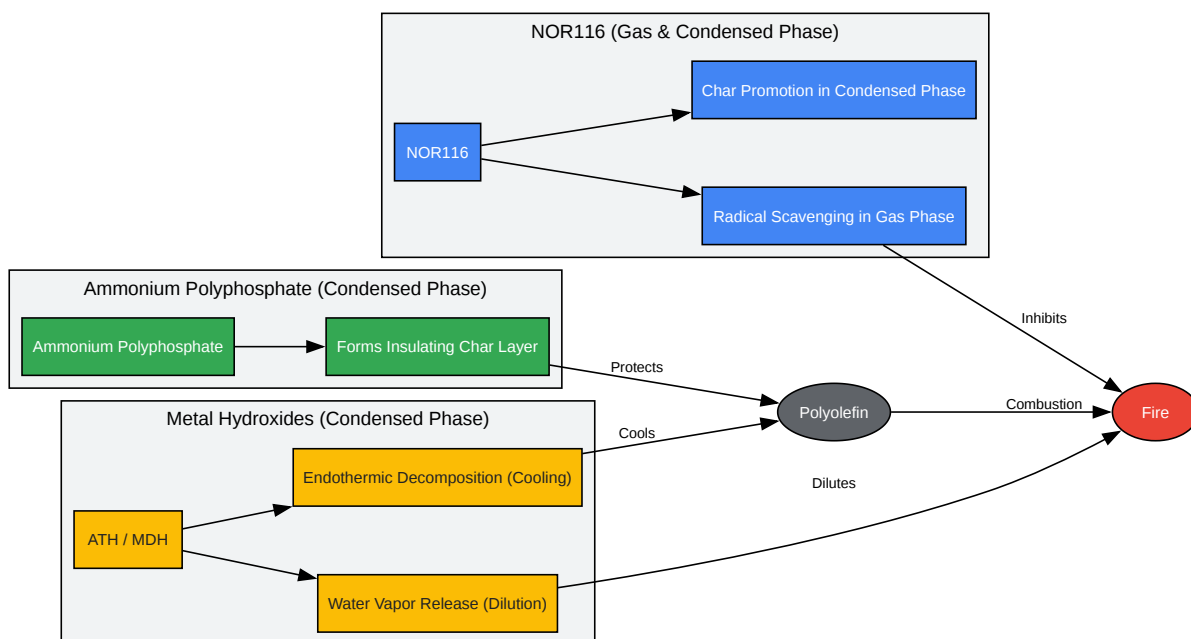 NOR116 (Gas & Condensed Phase)
Char Promotion in Condensed Phase
NOR116
Radical Scavenging in Gas Phase
Ammonium Polyphosphate (Condensed Phase)
Ammonium Polyphosphate
Forms Insulating Char Layer
Inhibits
Protects
Polyolefin
Combustion
Fire
Metal Hydroxides (Condensed Phase)
Cools
Endothermic Decomposition (Cooling)
Dilutes
ATH / MDH
Water Vapor Release (Dilution)